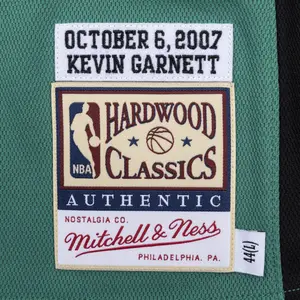 OCTOBER 6, 2007
KEVIN GARNETT
NBA
HARDWOOD
CLASSICS
AUTHENTIC
NOSTALGIA CO.
Mitchell & Ness
PHILADELPHIA, PA.
44(L)